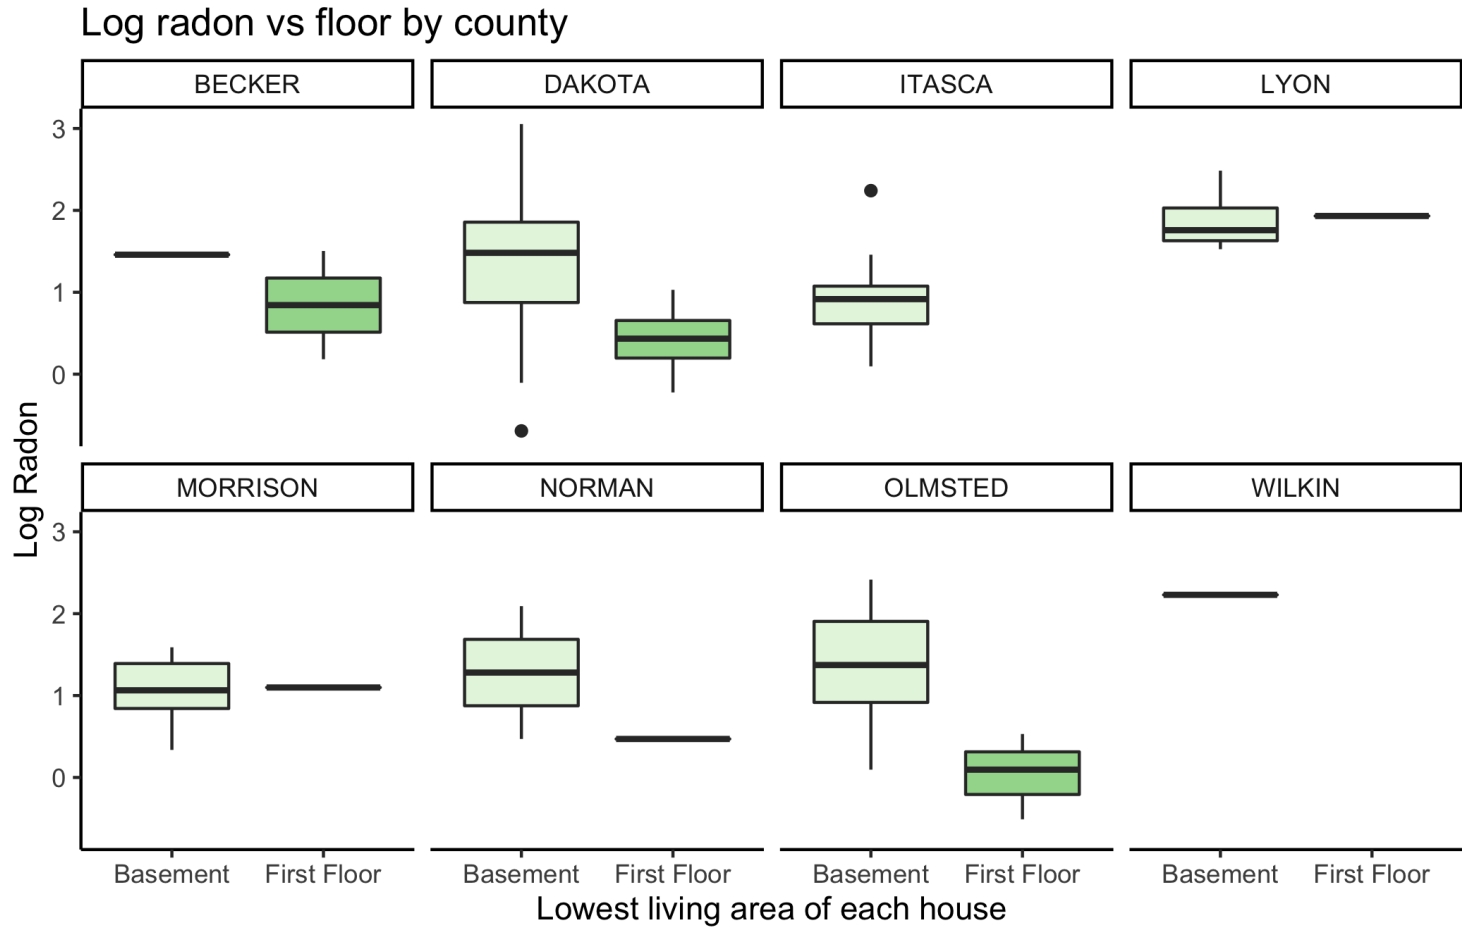 Log radon vs floor by county
BECKER DAKOTA ITASCA LYON
3
2
1
0
Log Radon
MORRISON NORMAN OLMSTED WILKIN
3
2
1
0
Basement First Floor Basement First Floor Basement First Floor Basement First Floor
Lowest living area of each house